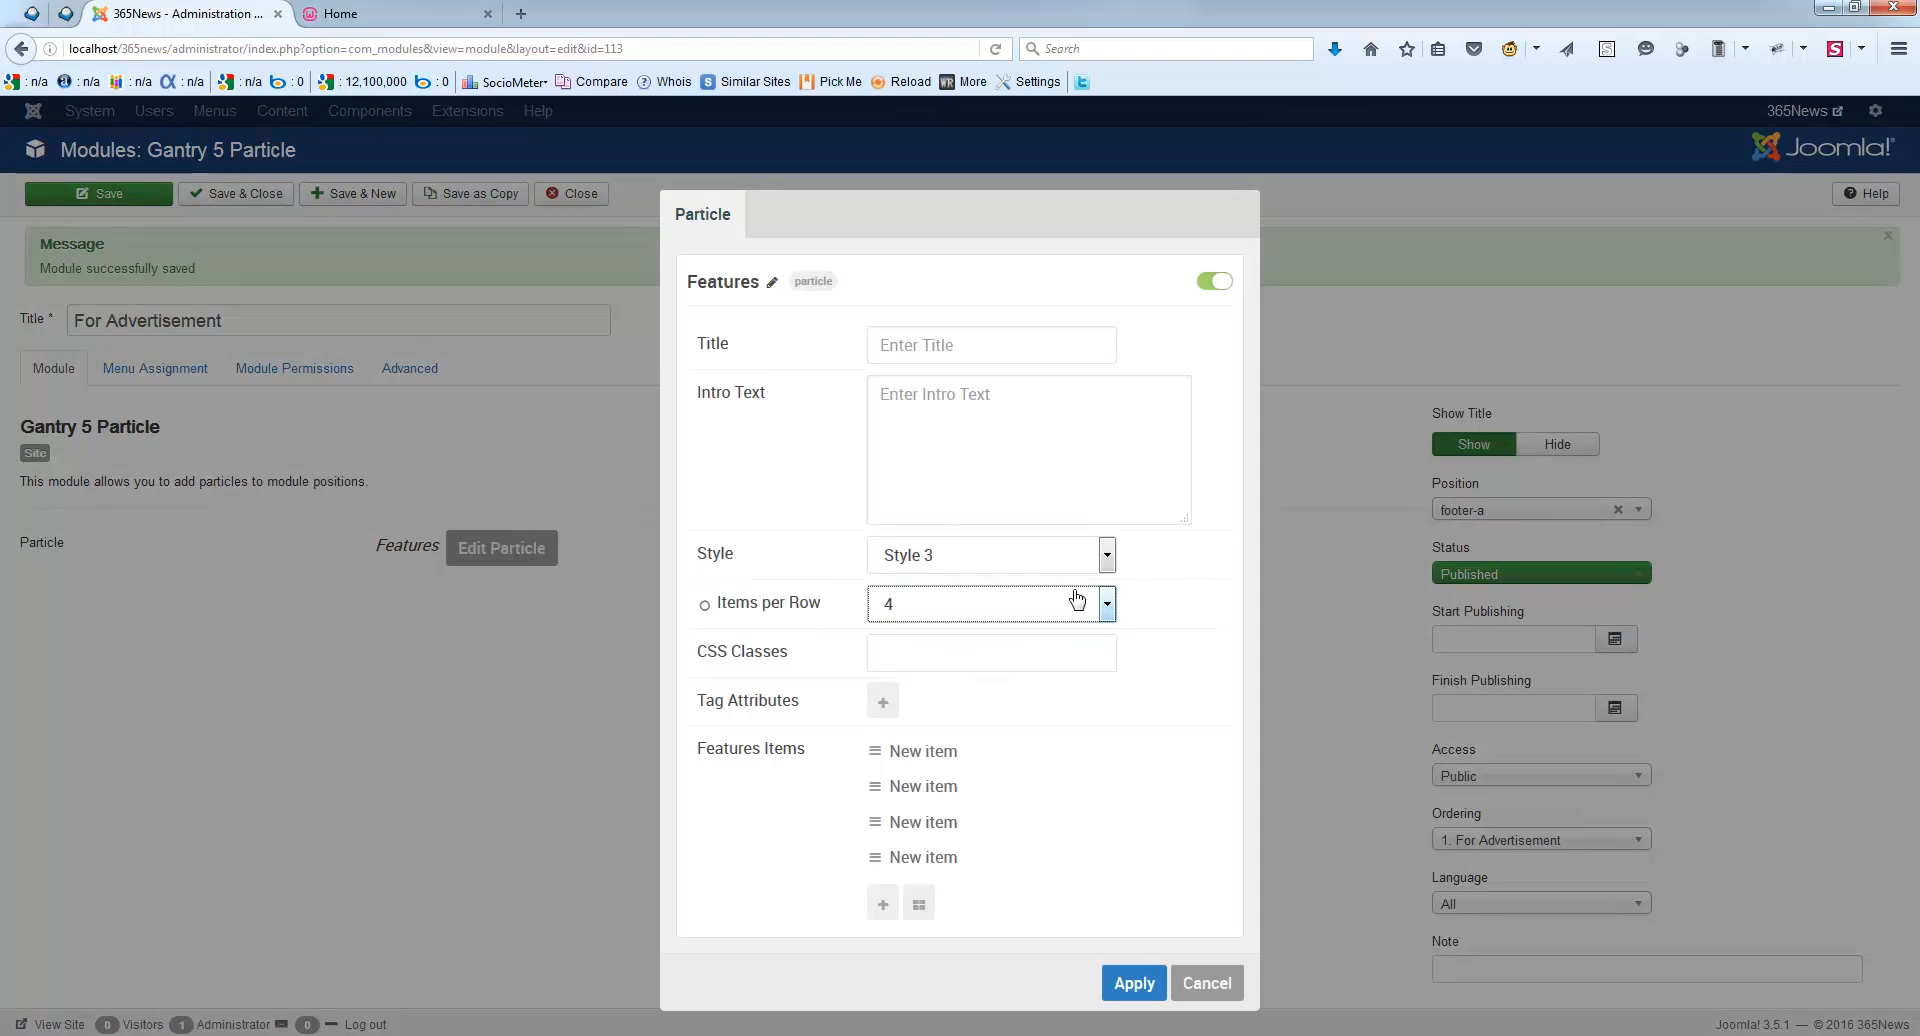 365News - Administration ...
Home
localhost/365news/administrator/index.php?option=com_modules&view=module&layout=edit&id=113
Search
: n/a : n/a : n/a : n/a : n/a : 0 : 12,100,000 : 0 SocioMeter Compare Whois Similar Sites Pick Me Reload More Settings
System Users Menus Content Components Extensions Help 365News
Modules: Gantry 5 Particle Joomla!
Save Save & Close Save & New Save as Copy Close Help
Particle
Message
Module successfully saved
Features particle
Title * For Advertisement
Title Enter Title
Module Menu Assignment Module Permissions Advanced
Intro Text Enter Intro Text
Gantry 5 Particle
Site
This module allows you to add particles to module positions.
Particle Features Edit Particle
Style Style 3
Items per Row 4
CSS Classes
Tag Attributes
Features Items
New item
New item
New item
New item
Apply Cancel
Show Title
Show Hide
Position
footer-a
Status
Published
Start Publishing
Finish Publishing
Access
Public
Ordering
1. For Advertisement
Language
All
Note
View Site 0 Visitors 1 Administrator 0 Log out Joomla! 3.5.1 — © 2016 365News